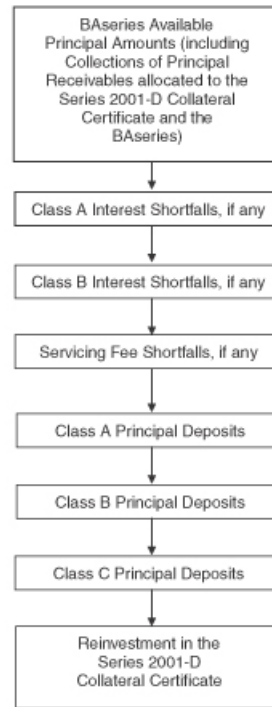 BAseries Available
Principal Amounts (including
Collections of Principal
Receivables allocated to the
Series 2001-D Collateral
Certificate and the
BAseries)
Class A Interest Shortfalls, if any
Class B Interest Shortfalls, if any
Servicing Fee Shortfalls, if any
Class A Principal Deposits
Class B Principal Deposits
Class C Principal Deposits
Reinvestment in the
Series 2001-D
Collateral Certificate